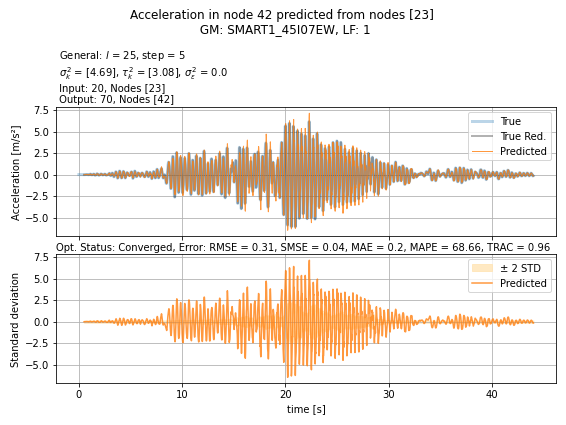 Acceleration in node 42 predicted from nodes [23]
GM: SMART1_45I07EW, LF: 1
General: l = 25, step = 5
σ²ₖ = [4.69], τ²ₖ = [3.08], σ²ₑ = 0.0
Input: 20, Nodes [23]
Output: 70, Nodes [42]
Acceleration [m/s²]
7.5
5.0
2.5
0.0
−2.5
−5.0
True
True Red.
Predicted
Opt. Status: Converged, Error: RMSE = 0.31, SMSE = 0.04, MAE = 0.2, MAPE = 68.66, TRAC = 0.96
Standard deviation
7.5
5.0
2.5
0.0
−2.5
−5.0
± 2 STD
Predicted
0 10 20 30 40
time [s]